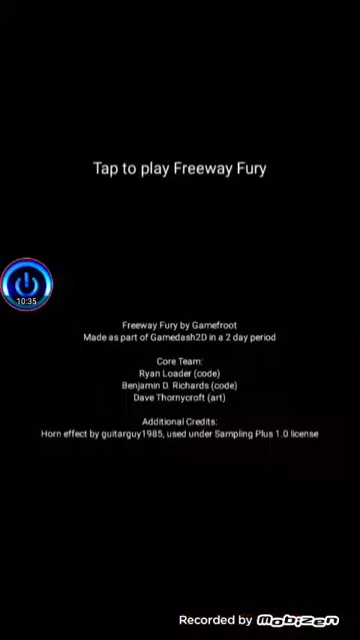 Tap to play Freeway Fury
10:35
Freeway Fury by Gamefroot
Made as part of Gamedash2D in a 2 day period
Core Team:
Ryan Loader (code)
Benjamin D. Richards (code)
Dave Thornycroft (art)
Additional Credits:
Horn effect by guitarguy1985, used under Sampling Plus 1.0 license
Recorded by Mobizen